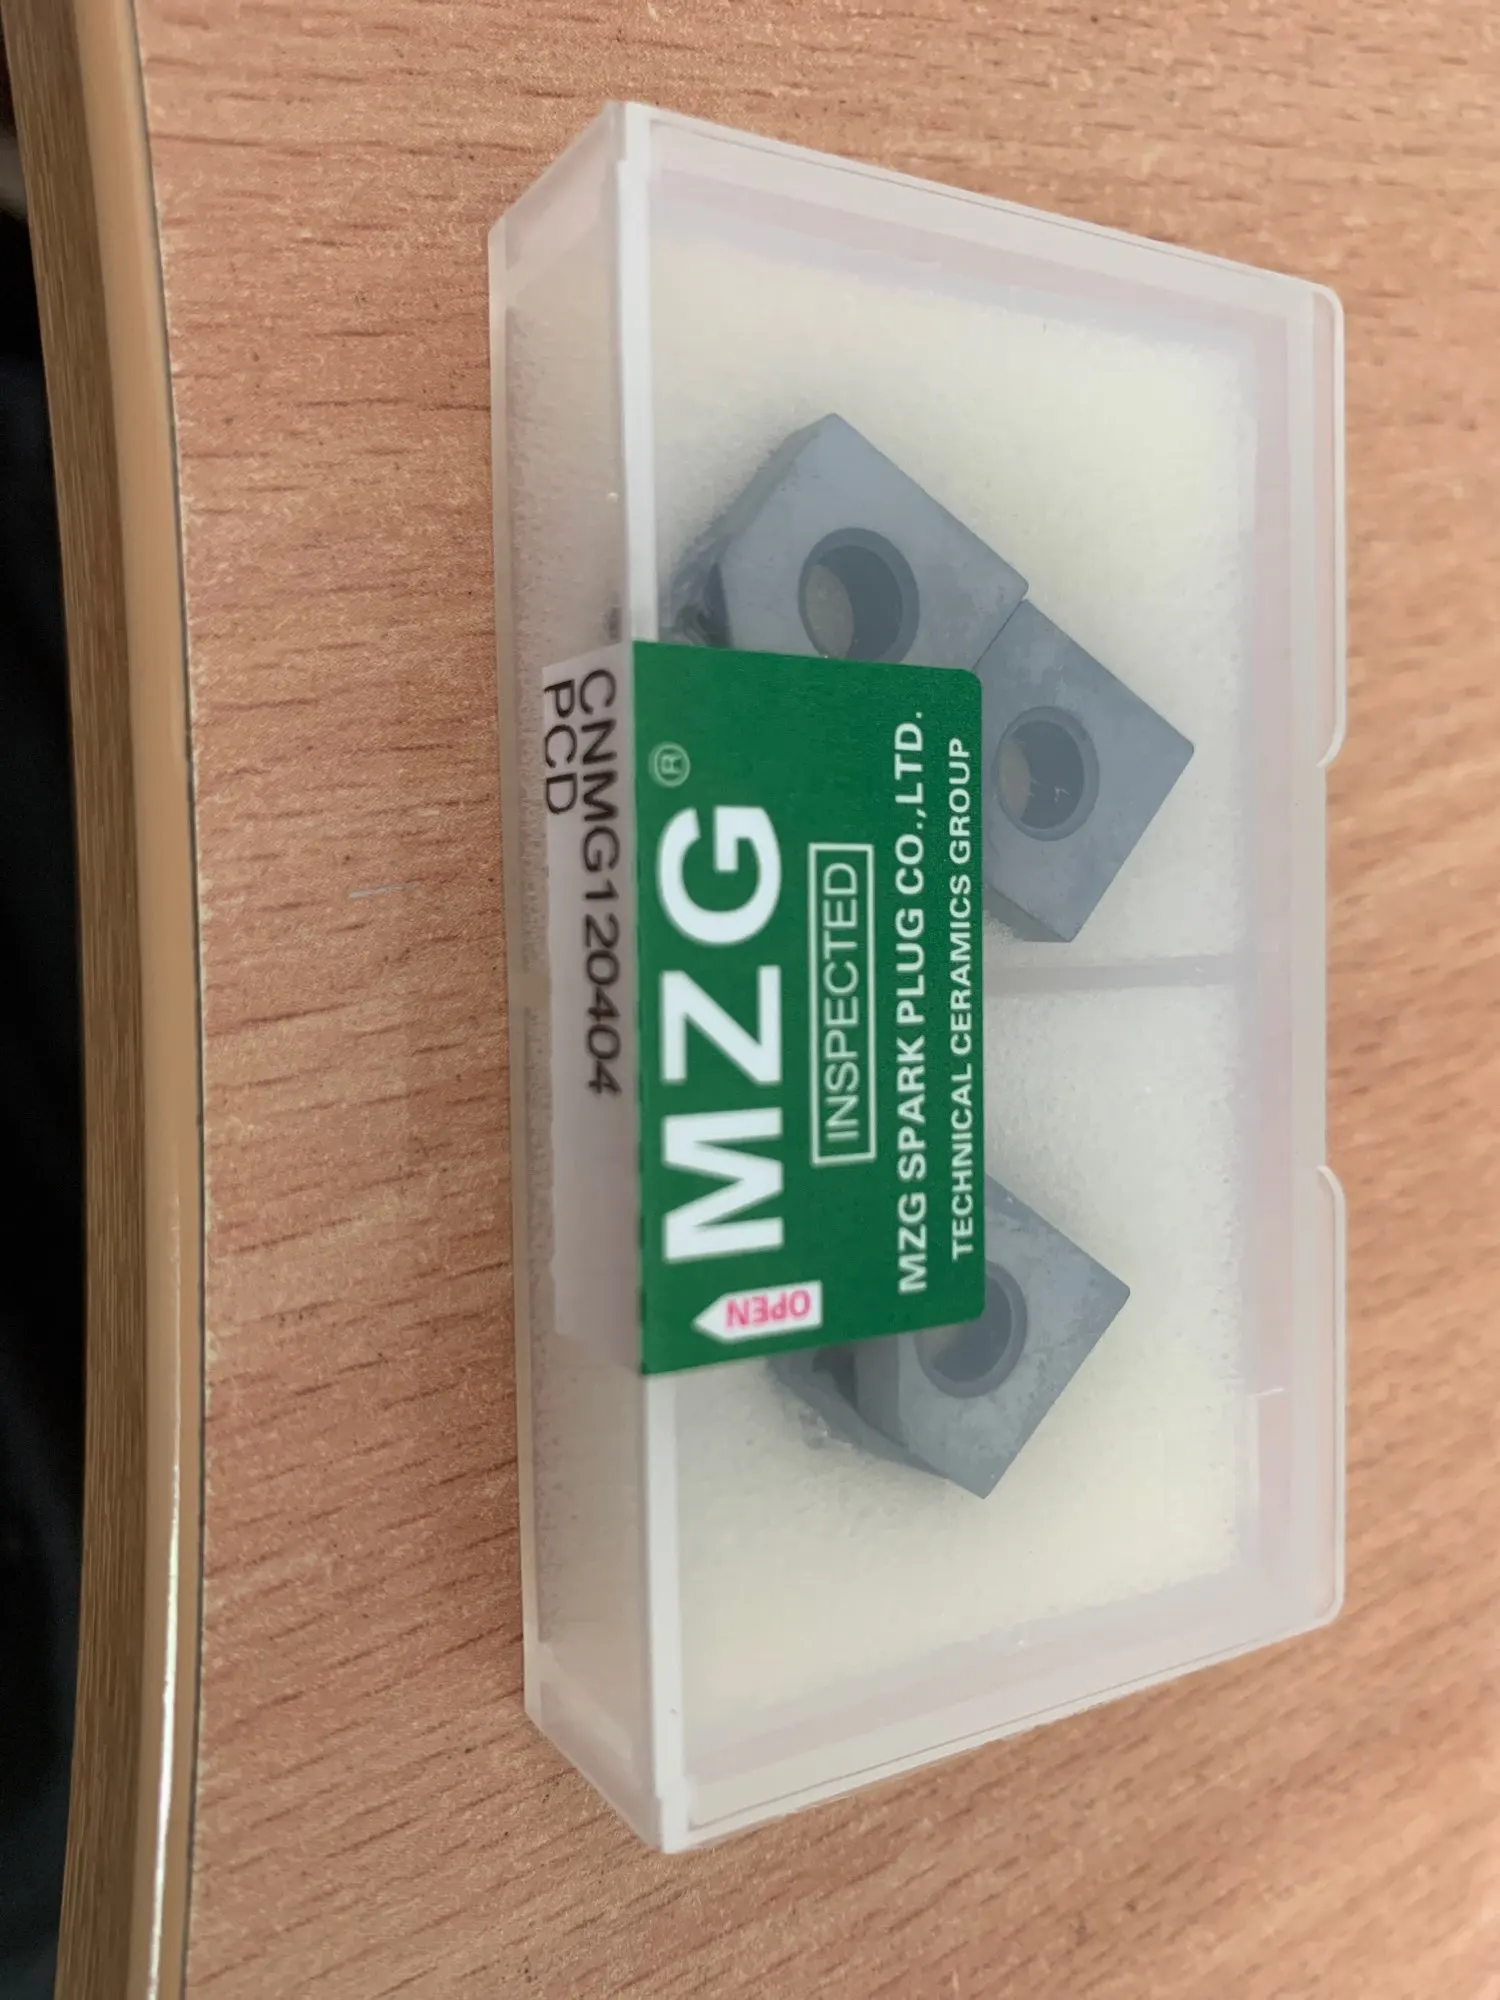 CNMG120404
PCD
MZG®
INSPECTED
MZG SPARK PLUG CO.,LTD.
TECHNICAL CERAMICS GROUP
OPEN